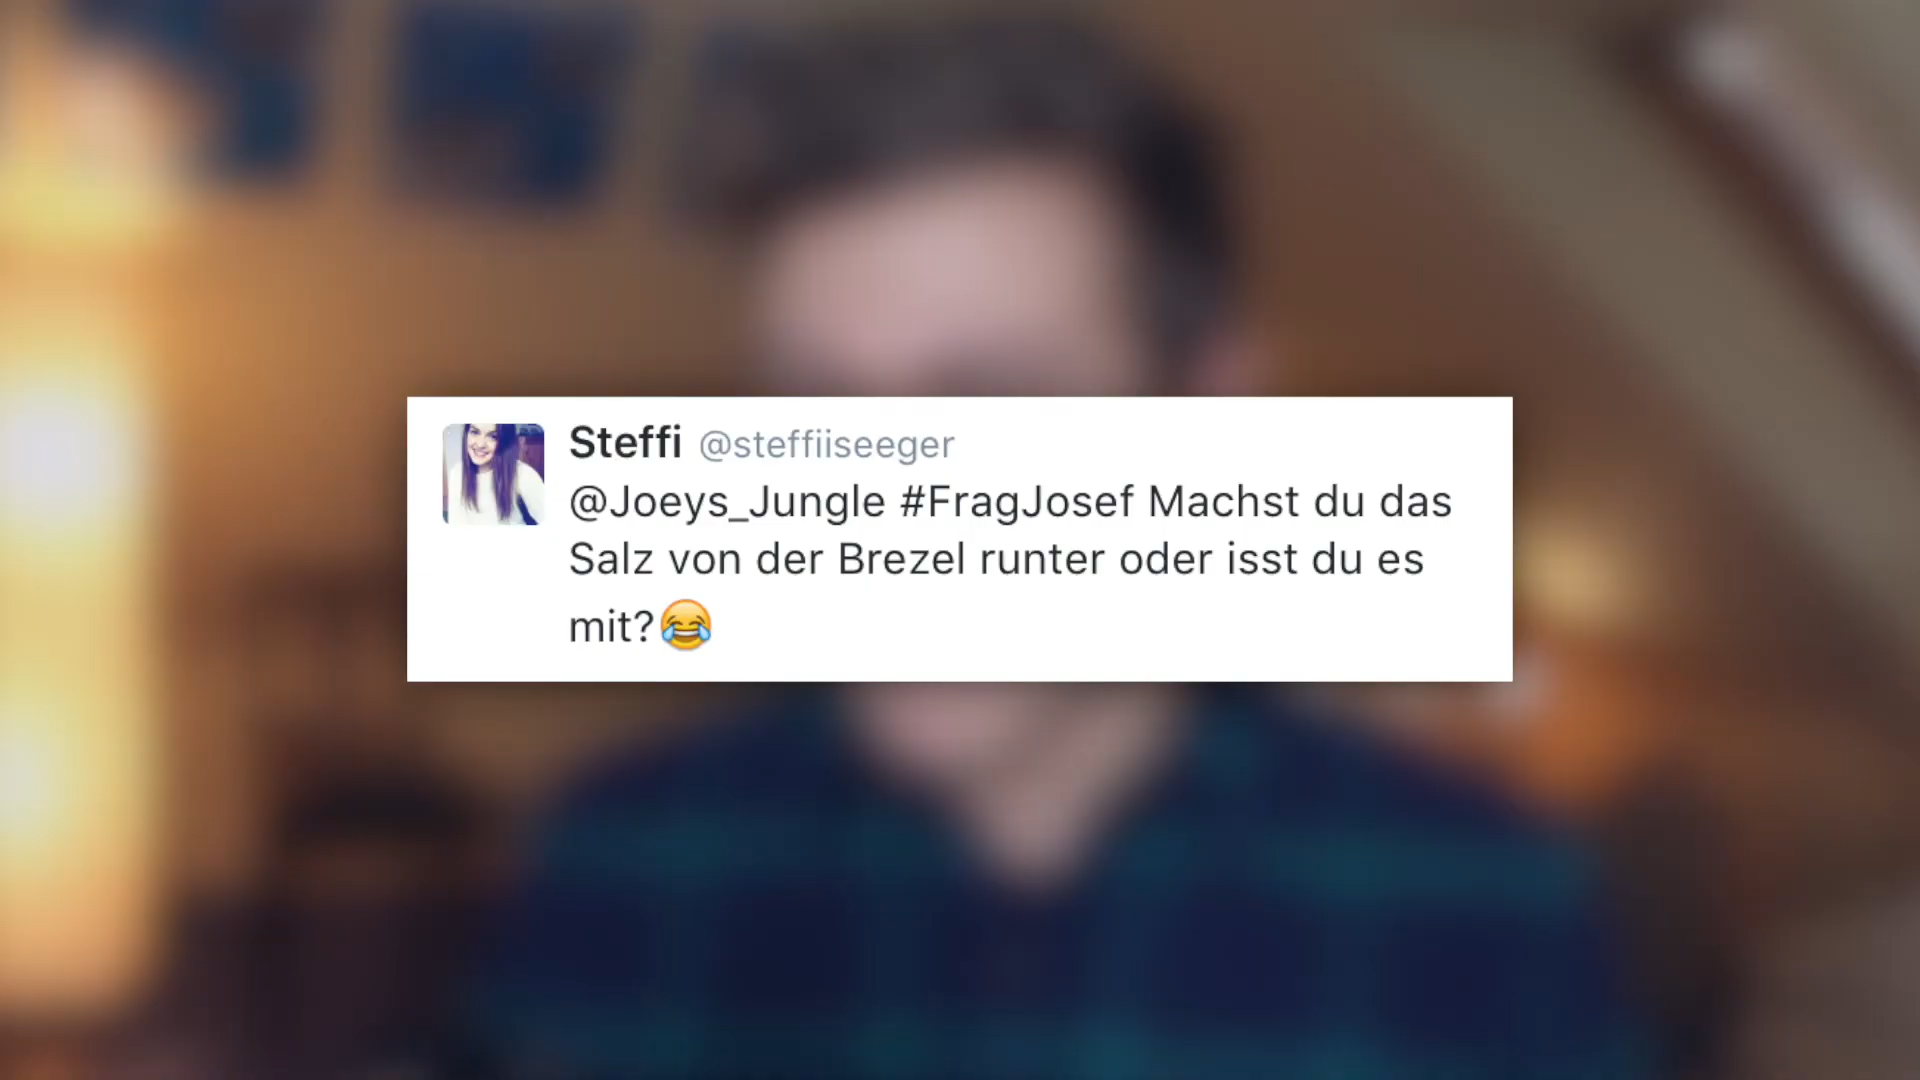 Steffi @steffiiseeger
@Joeys_Jungle #FragJosef Machst du das
Salz von der Brezel runter oder isst du es
mit?😂